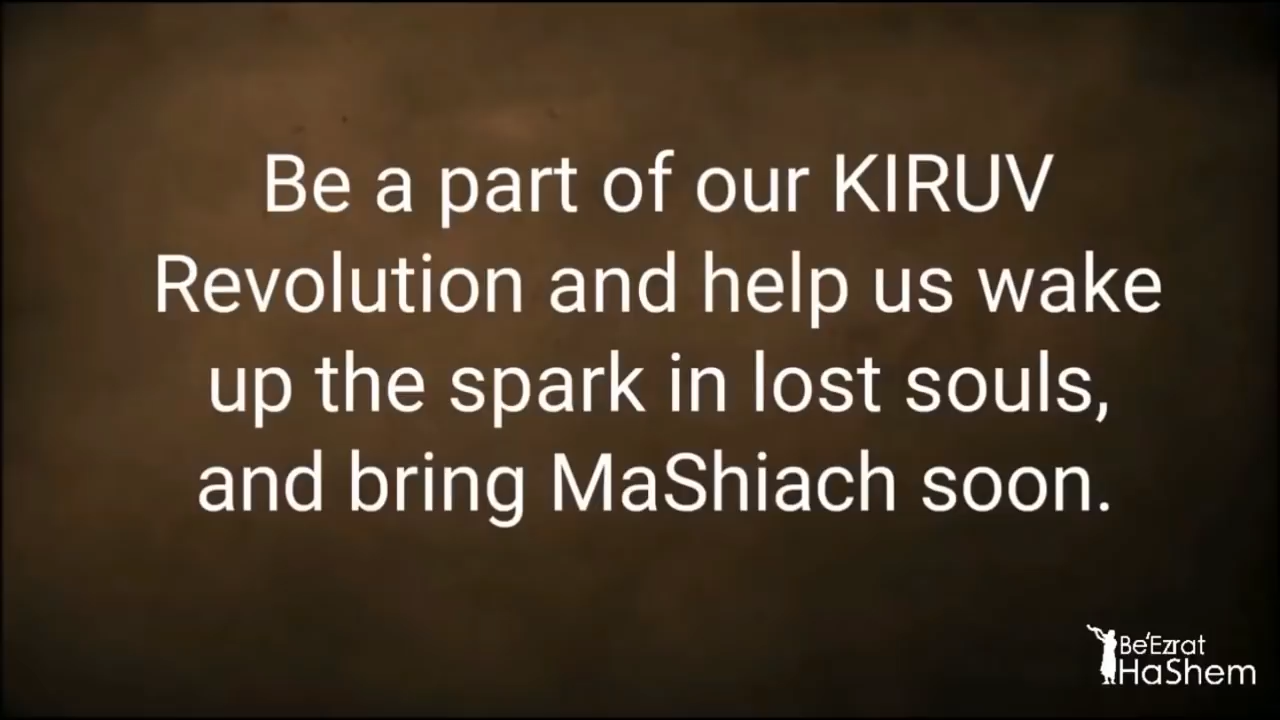 Be a part of our KIRUV
Revolution and help us wake
up the spark in lost souls,
and bring MaShiach soon.
Be'Ezrat
HaShem